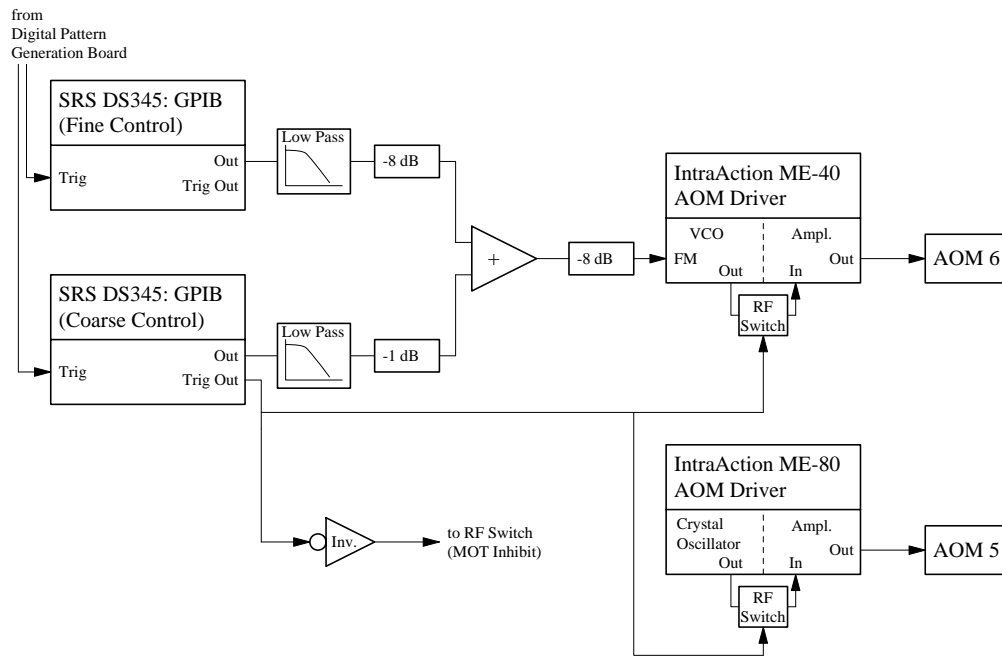 from
Digital Pattern
Generation Board
SRS DS345: GPIB
(Fine Control)
Out
Trig
Trig Out
Low Pass
-8 dB
+
-8 dB
IntraAction ME-40
AOM Driver
VCO
Ampl.
FM
Out
Out
In
RF
Switch
AOM 6
SRS DS345: GPIB
(Coarse Control)
Out
Trig
Trig Out
Low Pass
-1 dB
Inv.
to RF Switch
(MOT Inhibit)
IntraAction ME-80
AOM Driver
Crystal
Oscillator
Ampl.
Out
Out
In
RF
Switch
AOM 5